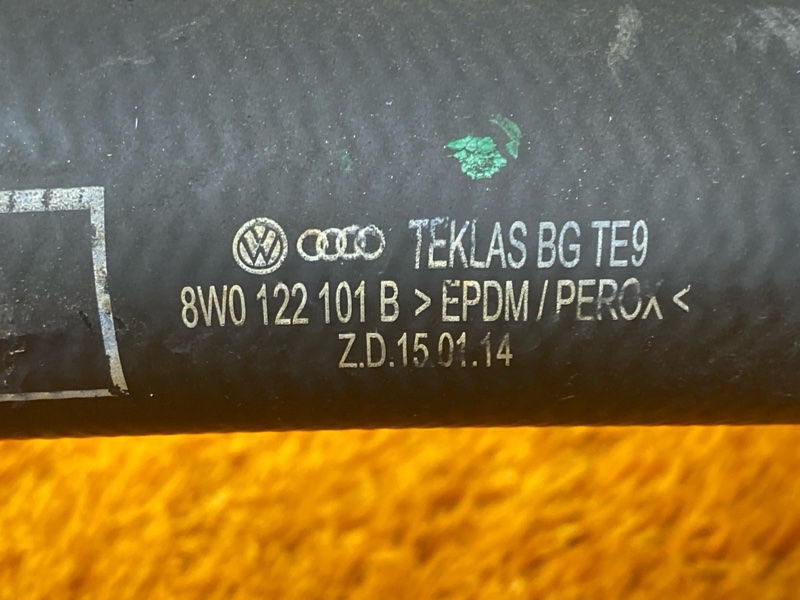 TEKLAS BG TE9
8W0 122 101 B > EPDM / PEROX <
Z.D.15.01.14